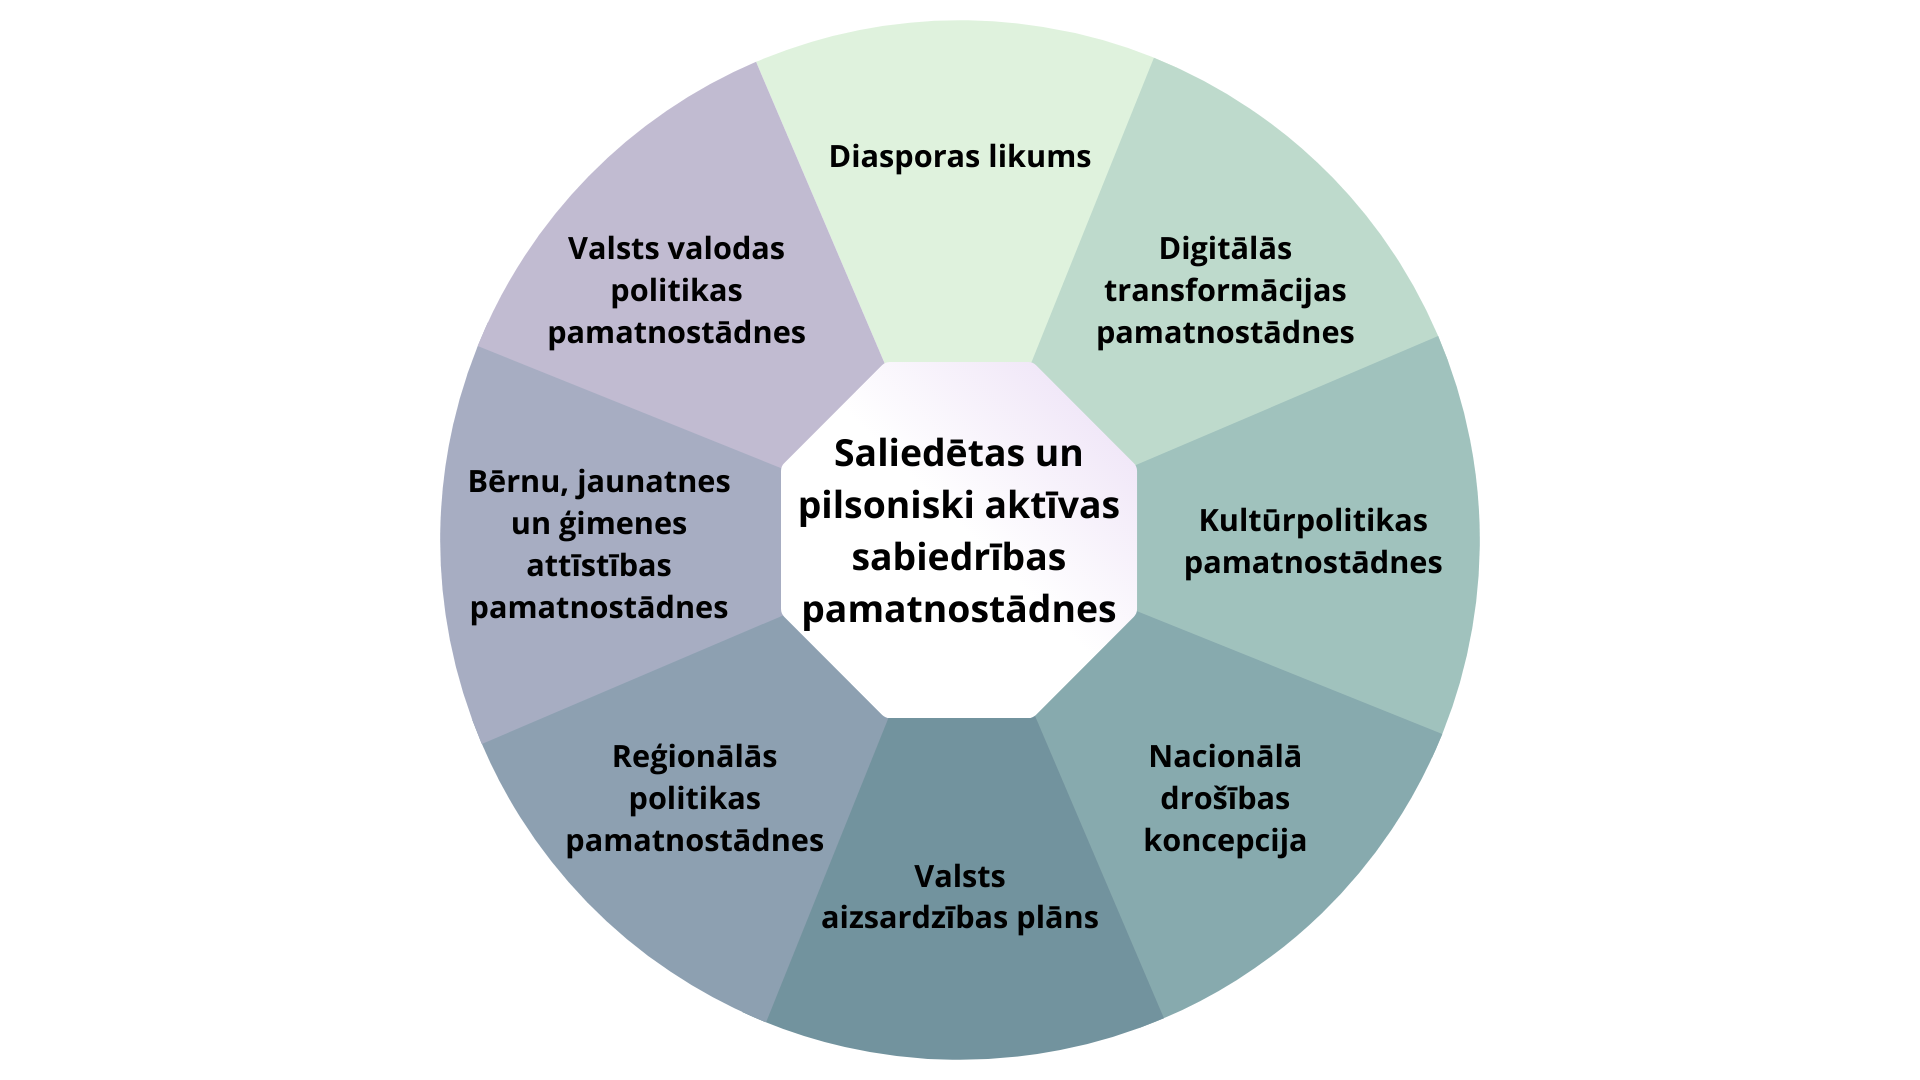 Diasporas likums
Digitālās
transformācijas
pamatnostādnes
Kultūrpolitikas
pamatnostādnes
Nacionālā
drošības
koncepcija
Valsts
aizsardzības plāns
Reģionālās
politikas
pamatnostādnes
Bērnu, jaunatnes
un ģimenes
attīstības
pamatnostādnes
Valsts valodas
politikas
pamatnostādnes
Saliedētas un
pilsoniski aktīvas
sabiedrības
pamatnostādnes